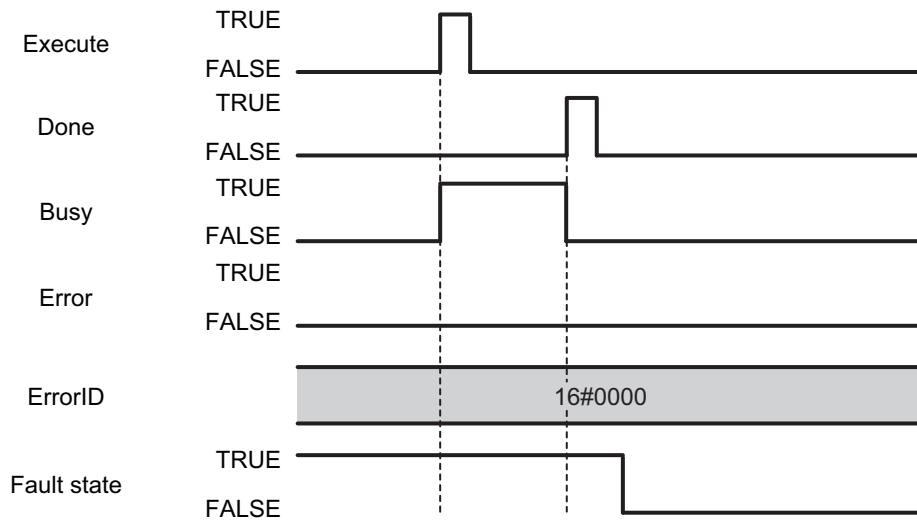 TRUE
Execute
FALSE
TRUE
Done
FALSE
TRUE
Busy
FALSE
TRUE
Error
FALSE
ErrorID
16#0000
TRUE
Fault state
FALSE